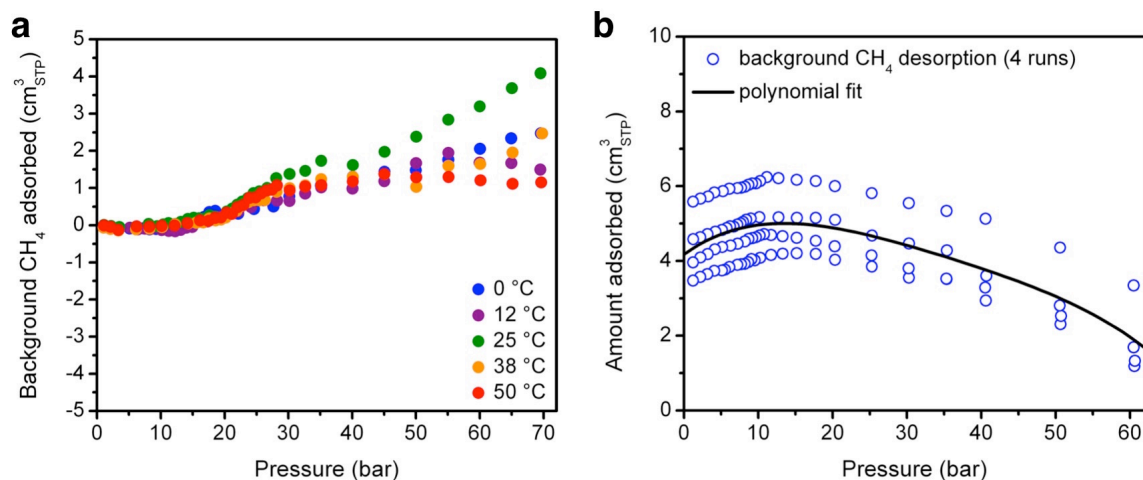 a
Background CH₄ adsorbed (cm³STP)
5
4
3
2
1
0
-1
-2
-3
-4
-5
0 °C
12 °C
25 °C
38 °C
50 °C
0 10 20 30 40 50 60 70
Pressure (bar)
b
Amount adsorbed (cm³STP)
10
8
6
4
2
0
background CH₄ desorption (4 runs)
polynomial fit
0 10 20 30 40 50 60
Pressure (bar)